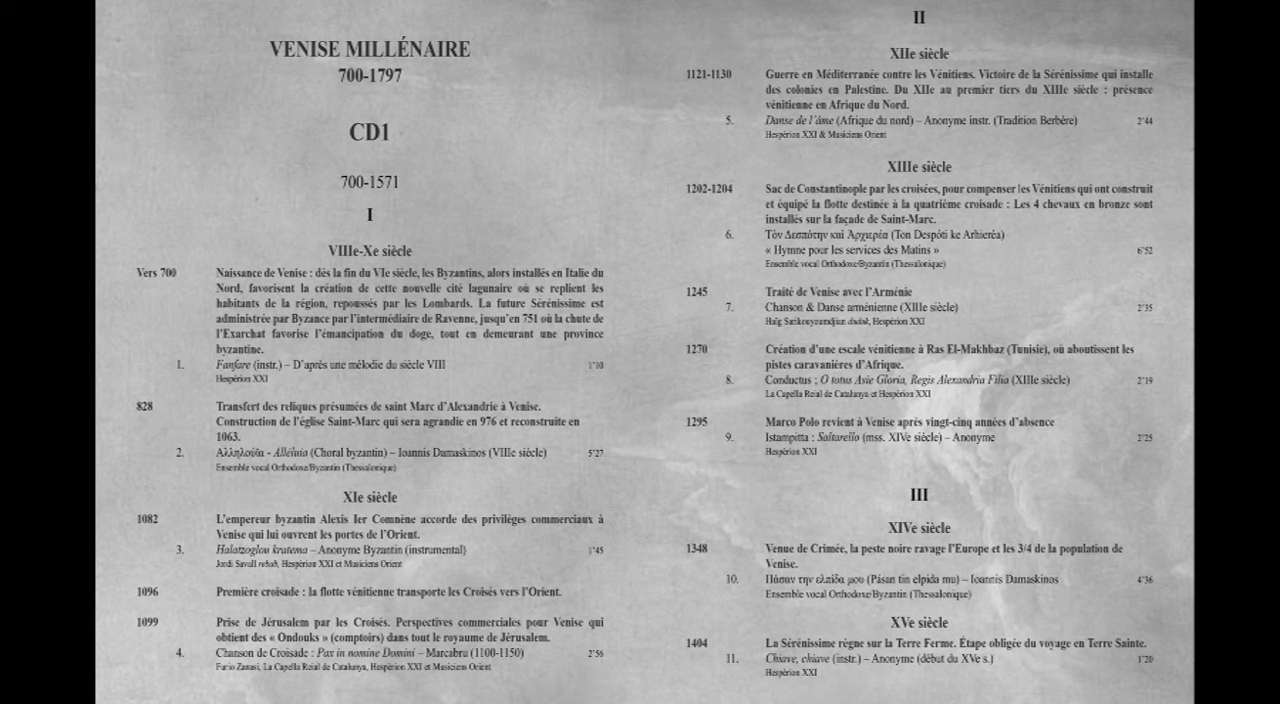 VENISE MILLÉNAIRE
700-1797
CD1
700-1571
I
VIIIe-Xe siècle
Vers 700 Naissance de Venise : dès la fin du VIe siècle, les Byzantins, alors installés en Italie du
Nord, favorisent la création de cette nouvelle cité lagunaire où se replient les
habitants de la région, repoussés par les Lombards. La future Sérénissime est
administrée par Byzance par l'intermédiaire de Ravenne, jusqu'en 751 où la chute de
l'Exarchat favorise l'émancipation du doge, tout en demeurant une province
byzantine.
1. Fanfare (instr.) – D'après une mélodie du siècle VIII 1'10
Hespèrion XXI
828 Transfert des reliques présumées de saint Marc d'Alexandrie à Venise.
Construction de l'église Saint-Marc qui sera agrandie en 976 et reconstruite en
1063.
2. Αλληλούϊα - Alléluia (Choral byzantin) – Ioannis Damaskinos (VIIIe siècle) 5'27
Ensemble vocal Orthodoxe/Byzantin (Thessalonique)
XIe siècle
1082 L'empereur byzantin Alexis Ier Comnène accorde des privilèges commerciaux à
Venise qui lui ouvrent les portes de l'Orient.
3. Halatzoglou kratema – Anonyme Byzantin (instrumental) 1'45
Jordi Savall rebab, Hespèrion XXI et Musiciens Orient
1096 Première croisade : la flotte vénitienne transporte les Croisés vers l'Orient.
1099 Prise de Jérusalem par les Croisés. Perspectives commerciales pour Venise qui
obtient des « Ondouks » (comptoirs) dans tout le royaume de Jérusalem.
4. Chanson de Croisade : Pax in nomine Domini – Marcabru (1100-1150) 2'56
Furio Zanasi, La Capella Reial de Catalunya, Hespèrion XXI et Musiciens Orient
II
XIIe siècle
1121-1130 Guerre en Méditerranée contre les Vénitiens. Victoire de la Sérénissime qui installe
des colonies en Palestine. Du XIIe au premier tiers du XIIIe siècle : présence
vénitienne en Afrique du Nord.
5. Danse de l'âme (Afrique du nord) – Anonyme instr. (Tradition Berbère) 2'44
Hespèrion XXI & Musiciens Orient
XIIIe siècle
1202-1204 Sac de Constantinople par les croisées, pour compenser les Vénitiens qui ont construit
et équipé la flotte destinée à la quatrième croisade : Les 4 chevaux en bronze sont
installés sur la façade de Saint-Marc.
6. Τὸν Δεσπότην καὶ Ἀρχιερέα (Ton Despóti ke Arhieréa)
« Hymne pour les services des Matins » 6'52
Ensemble vocal Orthodoxe/Byzantin (Thessalonique)
1245 Traité de Venise avec l'Arménie
7. Chanson & Danse arménienne (XIIIe siècle) 2'35
Haïg Sarikouyoumdjian duduk, Hespèrion XXI
1270 Création d'une escale vénitienne à Ras El-Makhbaz (Tunisie), où aboutissent les
pistes caravanières d'Afrique.
8. Conductus : O totus Asie Gloria, Regis Alexandria Filia (XIIIe siècle) 2'19
La Capella Reial de Catalunya et Hespèrion XXI
1295 Marco Polo revient à Venise après vingt-cinq années d'absence
9. Istampitta : Saltarello (mss. XIVe siècle) – Anonyme 2'25
Hespèrion XXI
III
XIVe siècle
1348 Venue de Crimée, la peste noire ravage l'Europe et les 3/4 de la population de
Venise.
10. Πᾶσαν την ελπίδα μου (Pásan tin elpída mu) – Ioannis Damaskinos 4'36
Ensemble vocal Orthodoxe/Byzantin (Thessalonique)
XVe siècle
1404 La Sérénissime règne sur la Terre Ferme. Étape obligée du voyage en Terre Sainte.
11. Chiave, chiave (instr.) – Anonyme (début du XVe s.) 1'20
Hespèrion XXI